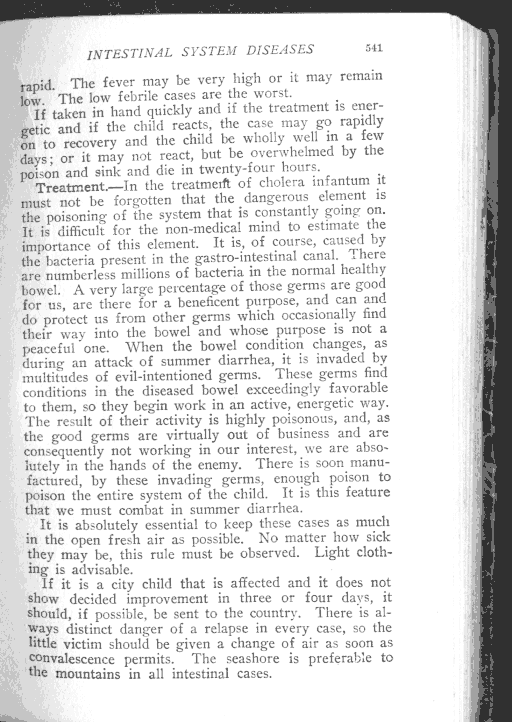 INTESTINAL SYSTEM DISEASES 541
rapid. The fever may be very high or it may remain
low. The low febrile cases are the worst.
If taken in hand quickly and if the treatment is ener-
getic and if the child reacts, the case may go rapidly
on to recovery and the child be wholly well in a few
days; or it may not react, but be overwhelmed by the
poison and sink and die in twenty-four hours.
Treatment.—In the treatment of cholera infantum it
must not be forgotten that the dangerous element is
the poisoning of the system that is constantly going on.
It is difficult for the non-medical mind to estimate the
importance of this element. It is, of course, caused by
the bacteria present in the gastro-intestinal canal. There
are numberless millions of bacteria in the normal healthy
bowel. A very large percentage of those germs are good
for us, are there for a beneficent purpose, and can and
do protect us from other germs which occasionally find
their way into the bowel and whose purpose is not a
peaceful one. When the bowel condition changes, as
during an attack of summer diarrhea, it is invaded by
multitudes of evil-intentioned germs. These germs find
conditions in the diseased bowel exceedingly favorable
to them, so they begin work in an active, energetic way.
The result of their activity is highly poisonous, and, as
the good germs are virtually out of business and are
consequently not working in our interest, we are abso-
lutely in the hands of the enemy. There is soon manu-
factured, by these invading germs, enough poison to
poison the entire system of the child. It is this feature
that we must combat in summer diarrhea.
It is absolutely essential to keep these cases as much
in the open fresh air as possible. No matter how sick
they may be, this rule must be observed. Light cloth-
ing is advisable.
If it is a city child that is affected and it does not
show decided improvement in three or four days, it
should, if possible, be sent to the country. There is al-
ways distinct danger of a relapse in every case, so the
little victim should be given a change of air as soon as
convalescence permits. The seashore is preferable to
the mountains in all intestinal cases.